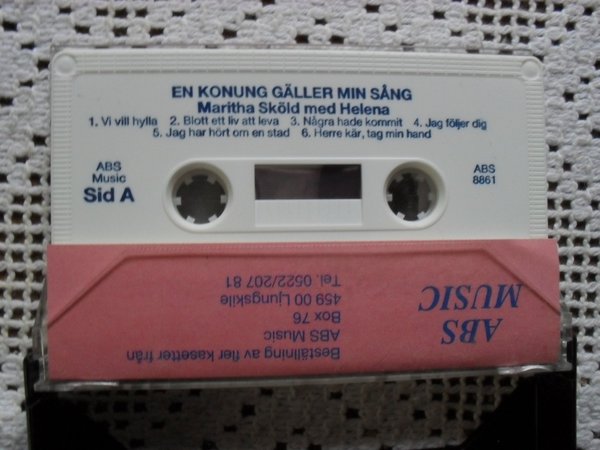 EN KONUNG GÄLLER MIN SÅNG
Maritha Sköld med Helena
1. Vi vill hylla 2. Blott ett liv att leva 3. Några hade kommit 4. Jag följer dig
5. Jag har hört om en stad 6. Herre kär, tag min hand
ABS
Music
Sid A
ABS
8861
Beställning av fler kasetter från
ABS Music
Box 76
459 00 Ljungskile
Tel. 0522/207 81
ABS
MUSIC